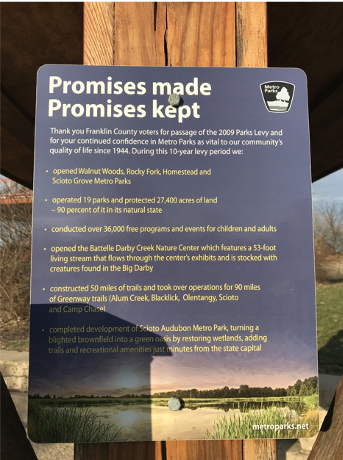 Promises made
Promises kept
Metro
Parks
Thank you Franklin County voters for passage of the 2009 Parks Levy and
for your continued confidence in Metro Parks as vital to our community's
quality of life since 1944. During this 10-year levy period we:
• opened Walnut Woods, Rocky Fork, Homestead and
Scioto Grove Metro Parks
• operated 19 parks and protected 27,400 acres of land
– 90 percent of it in its natural state
• conducted over 36,000 free programs and events for children and adults
• opened the Battelle Darby Creek Nature Center which features a 53-foot
living stream that flows through the center's exhibits and is stocked with
creatures found in the Big Darby
• constructed 50 miles of trails and took over operations for 90 miles
of Greenway trails (Alum Creek, Blacklick, Olentangy, Scioto
and Camp Chase)
• completed development of Scioto Audubon Metro Park, turning a
blighted brownfield into a green oasis by restoring wetlands, adding
trails and recreational amenities just minutes from the state capital
metroparks.net